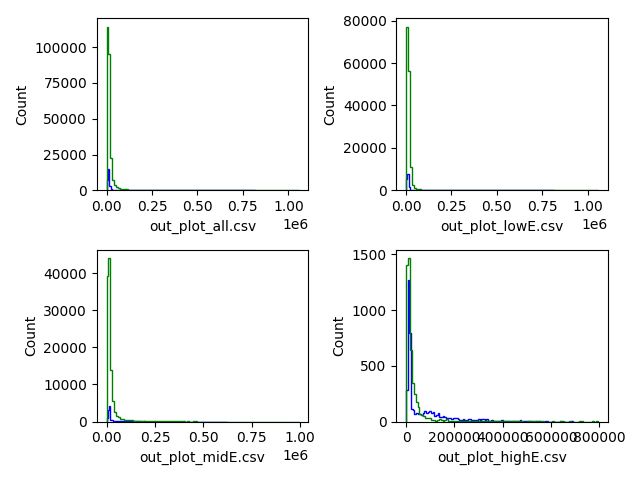 100000
75000
50000
25000
0
Count
0.00 0.25 0.50 0.75 1.00
1e6
out_plot_all.csv
80000
60000
40000
20000
0
Count
0.00 0.25 0.50 0.75 1.00
1e6
out_plot_lowE.csv
40000
30000
20000
10000
0
Count
0.00 0.25 0.50 0.75 1.00
1e6
out_plot_midE.csv
1500
1000
500
0
Count
0 200000 400000 600000 800000
out_plot_highE.csv